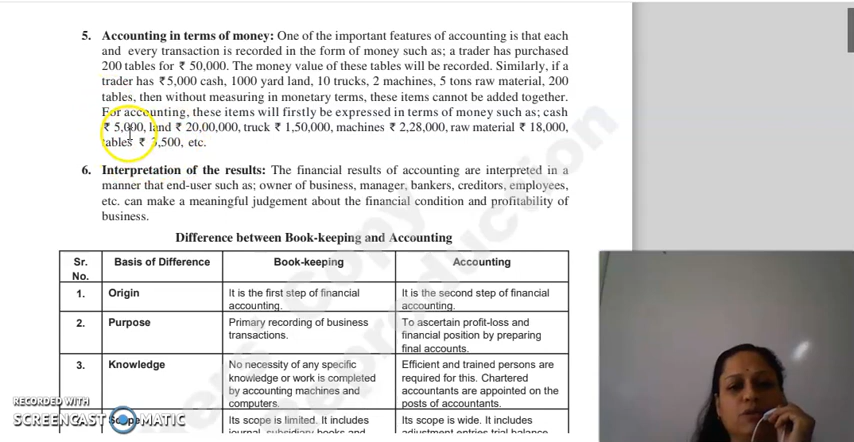 5. Accounting in terms of money: One of the important features of accounting is that each
and every transaction is recorded in the form of money such as; a trader has purchased
200 tables for ₹ 50,000. The money value of these tables will be recorded. Similarly, if a
trader has ₹5,000 cash, 1000 yard land, 10 trucks, 2 machines, 5 tons raw material, 200
tables, then without measuring in monetary terms, these items cannot be added together.
For accounting, these items will firstly be expressed in terms of money such as; cash
₹ 5,000, land ₹ 20,00,000, truck ₹ 1,50,000, machines ₹ 2,28,000, raw material ₹ 18,000,
tables ₹ 3,500, etc.
6. Interpretation of the results: The financial results of accounting are interpreted in a
manner that end-user such as; owner of business, manager, bankers, creditors, employees,
etc. can make a meaningful judgement about the financial condition and profitability of
business.
Difference between Book-keeping and Accounting
Sr. No. Basis of Difference Book-keeping Accounting
1. Origin It is the first step of financial accounting. It is the second step of financial accounting.
2. Purpose Primary recording of business transactions. To ascertain profit-loss and financial position by preparing final accounts.
3. Knowledge No necessity of any specific knowledge or work is completed by accounting machines and computers. Efficient and trained persons are required for this. Chartered accountants are appointed on the posts of accountants.
Scope Its scope is limited. It includes journal, subsidiary books and Its scope is wide. It includes adjustment entries trial balance
RECORDED WITH
SCREENCAST-O-MATIC
Copy